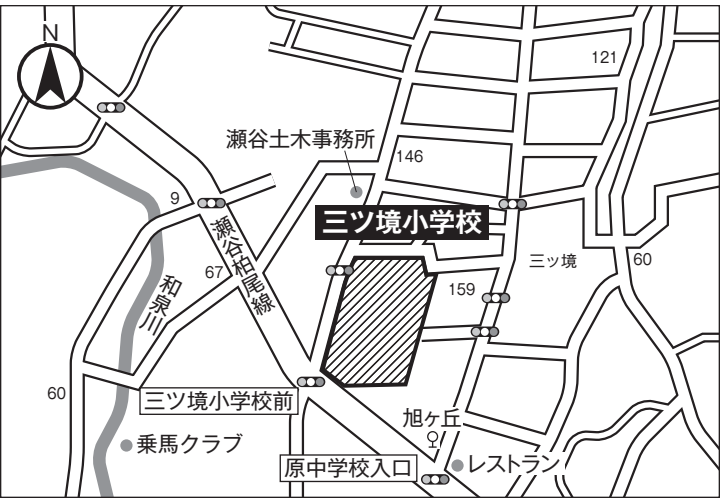 N
121
瀬谷土木事務所
146
9
三ツ境小学校
瀬谷柏尾線
三ッ境
60
67
和泉川
159
60
三ツ境小学校前
旭ヶ丘
乗馬クラブ
原中学校入口
レストラン